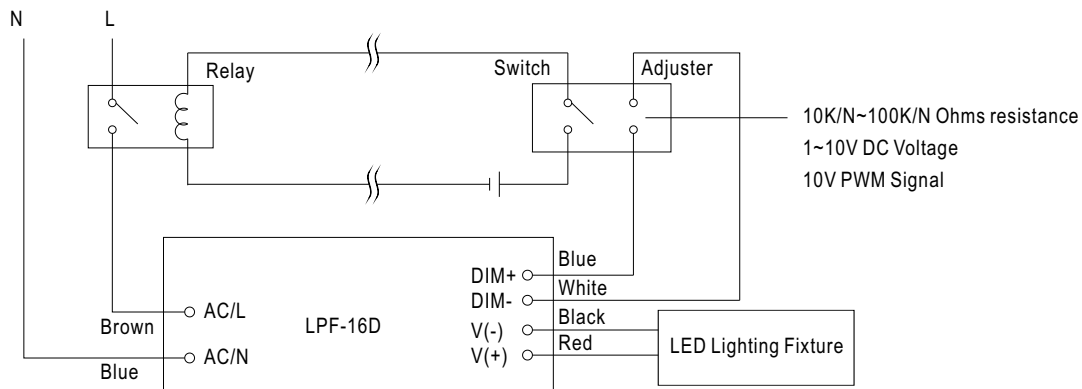 N
L
Relay
Switch
Adjuster
10K/N~100K/N Ohms resistance
1~10V DC Voltage
10V PWM Signal
DIM+
Blue
DIM-
White
AC/L
LPF-16D
Black
V(-)
Brown
Red
V(+)
LED Lighting Fixture
AC/N
Blue